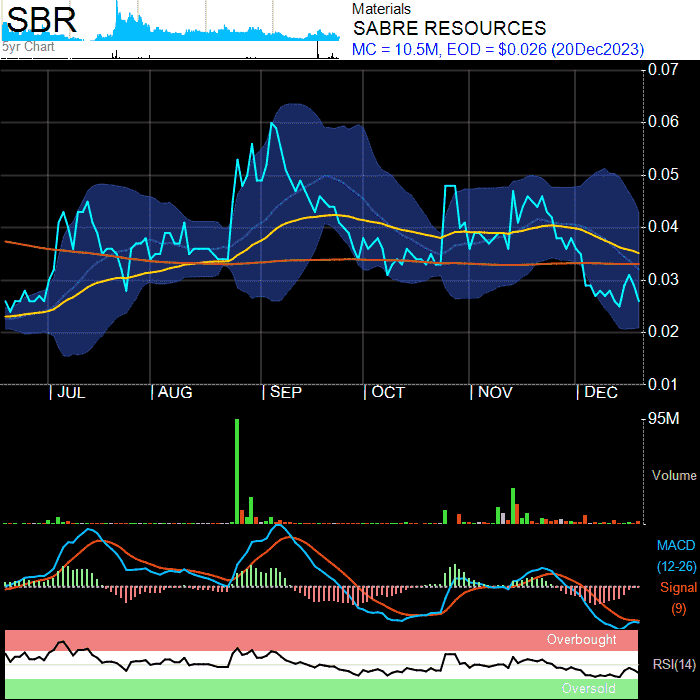 SBR
5yr Chart
Materials
SABRE RESOURCES
MC = 10.5M, EOD = $0.026 (20Dec2023)
0.07
0.06
0.05
0.04
0.03
0.02
0.01
| JUL | AUG | SEP | OCT | NOV | DEC
95M
Volume
MACD
(12-26)
Signal
(9)
Overbought
RSI(14)
Oversold